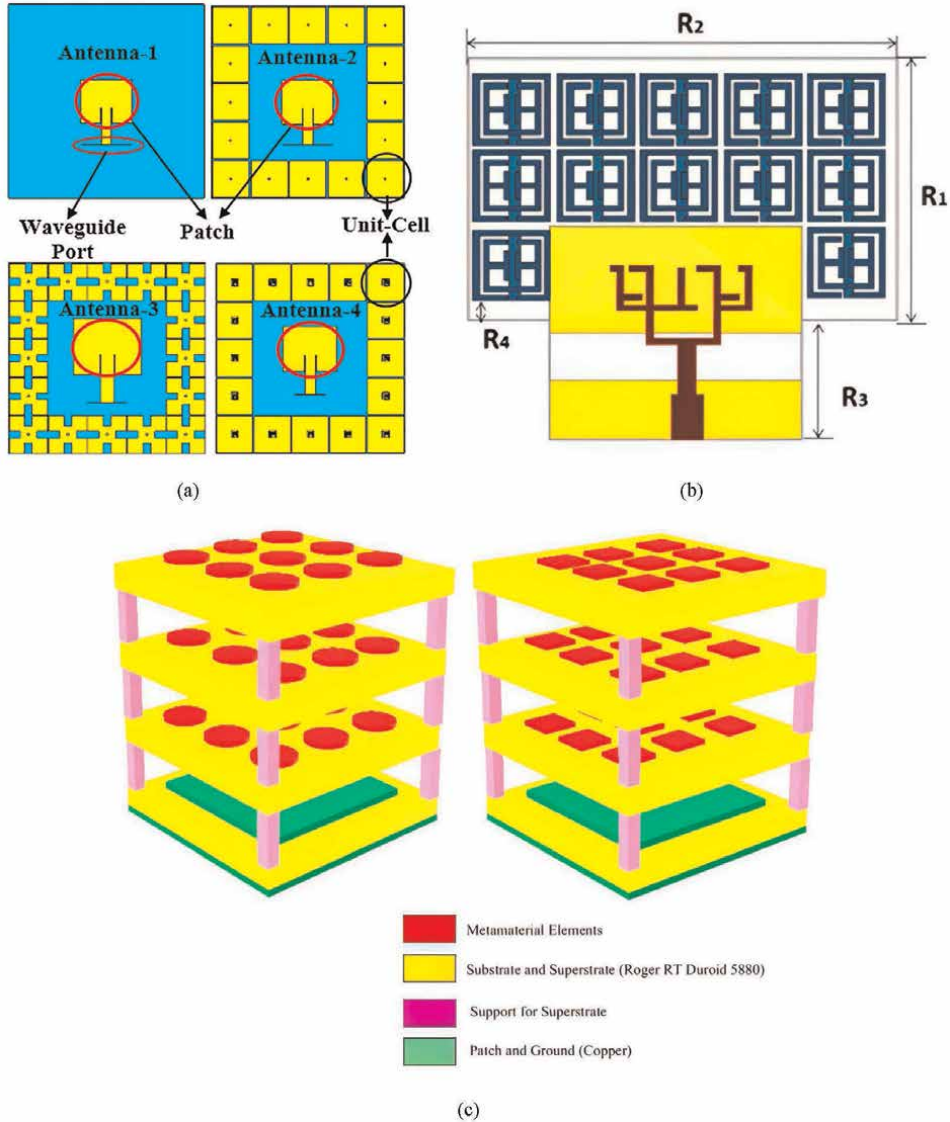 Antenna-1
Antenna-2
Waveguide
Port
Patch
Unit-Cell
Antenna-3
Antenna-4
(a)
R2
R1
R4
R3
(b)
Metamaterial Elements
Substrate and Superstrate (Roger RT Duroid 5880)
Support for Superstrate
Patch and Ground (Copper)
(c)